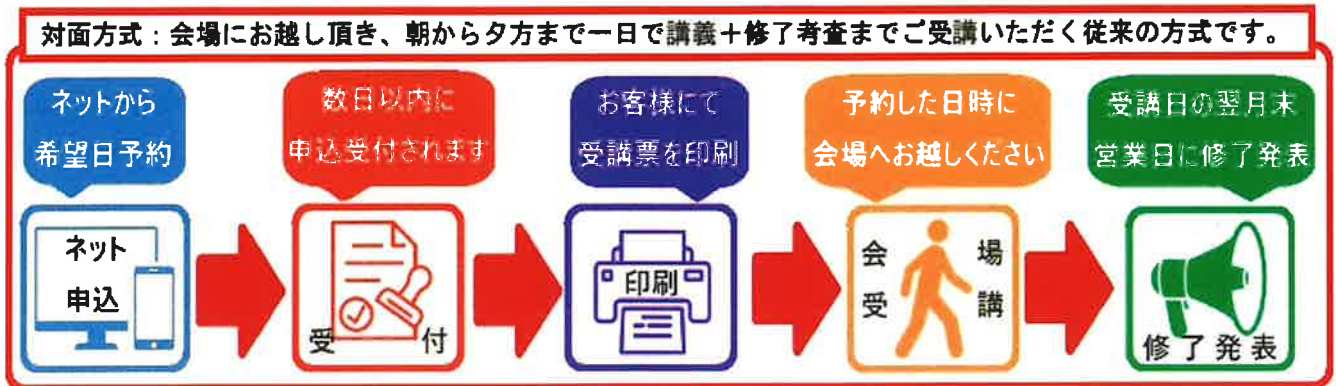 対面方式：会場にお越し頂き、朝から夕方まで一日で講義＋修了考査までご受講いただく従来の方式です。
ネットから
希望日予約
数日以内に
申込受付されます
お客様にて
受講票を印刷
予約した日時に
会場へお越しください
受講日の翌月末
営業日に修了発表
ネット
申込
受付
印刷
会場
受講
修了発表